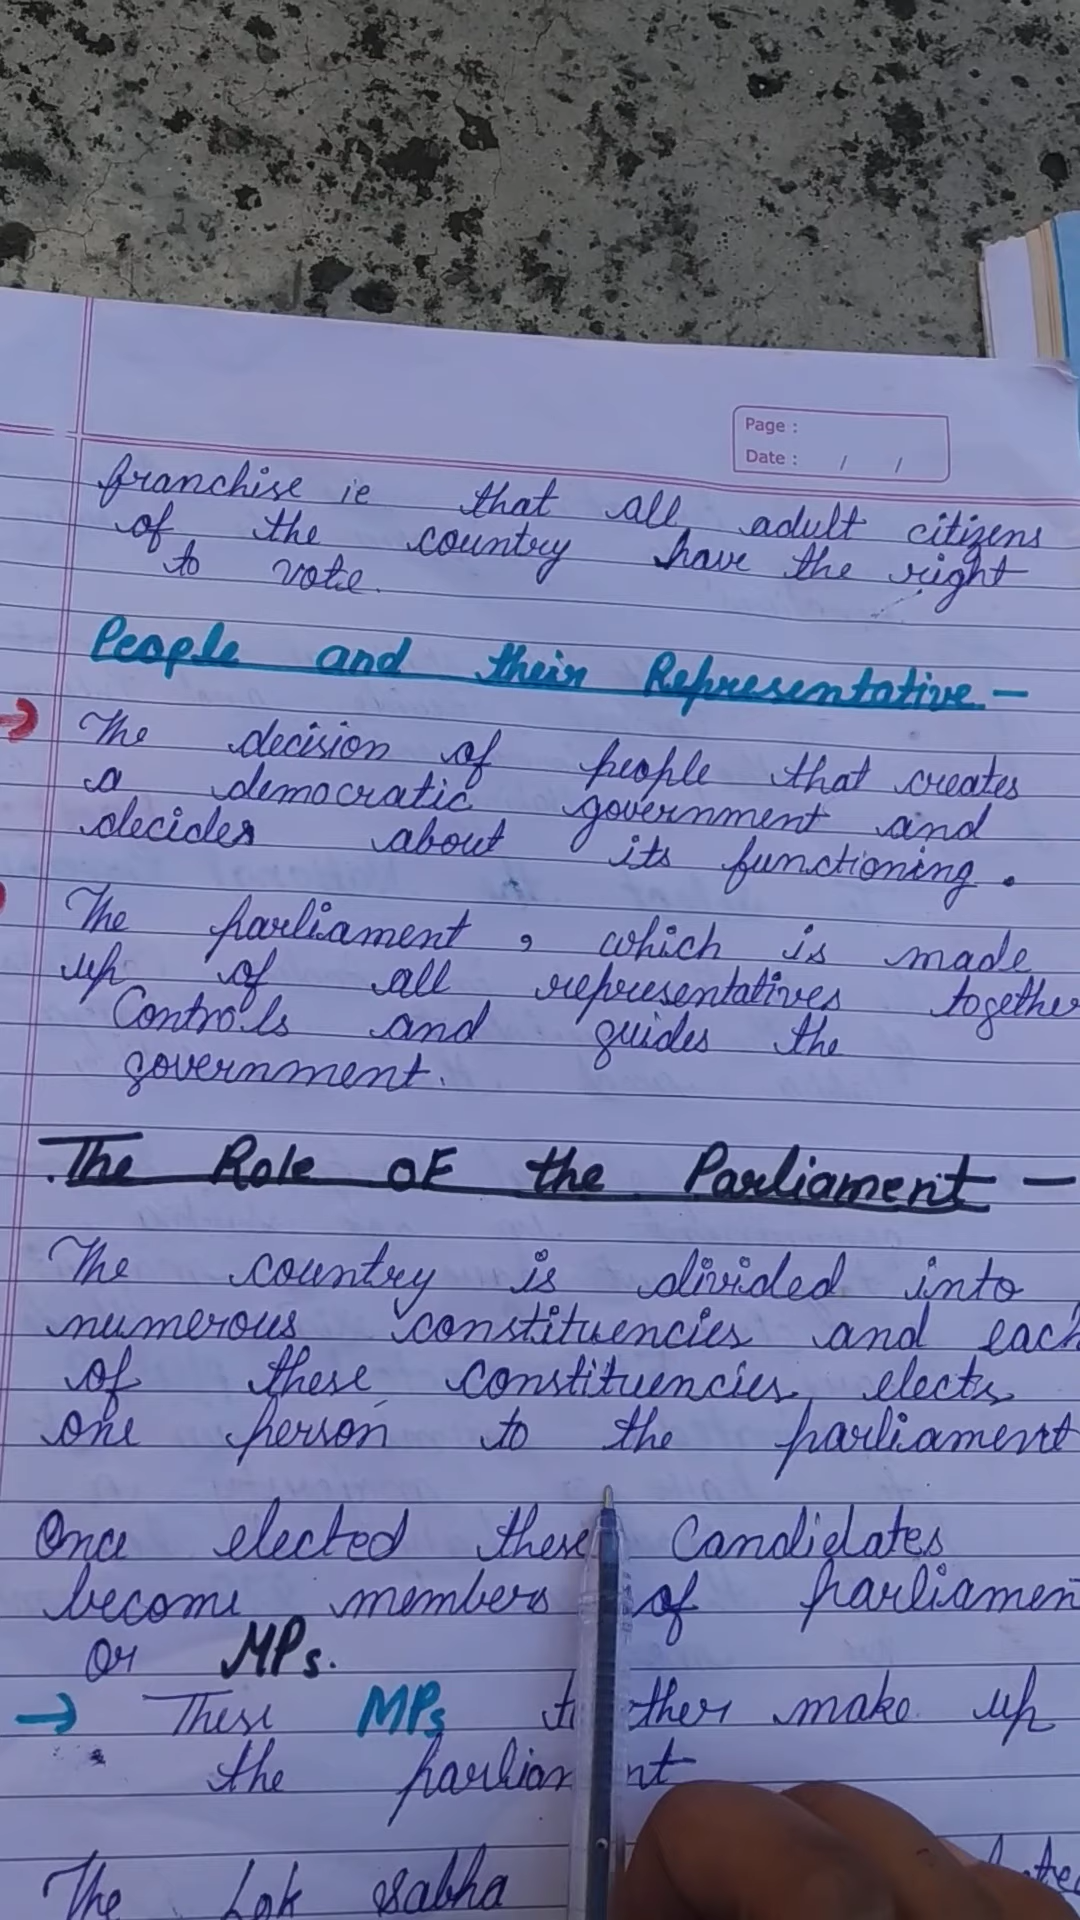 Page :
Date : / /
franchise ie that all adult citizens
of the country have the right
to vote.
People and their Representative -
→ The decision of people that creates
a democratic government and
decides about its functioning.
The parliament, which is made
up of all representatives together
Controls and guides the
government.
The Role of the Parliament -
The country is divided into
numerous constituencies and each
of these constituencies elects
one person to the parliament
Once elected these Candidates
become members of parliamen
or MPs.
→ These MPs make up
the
The Lok Sabha